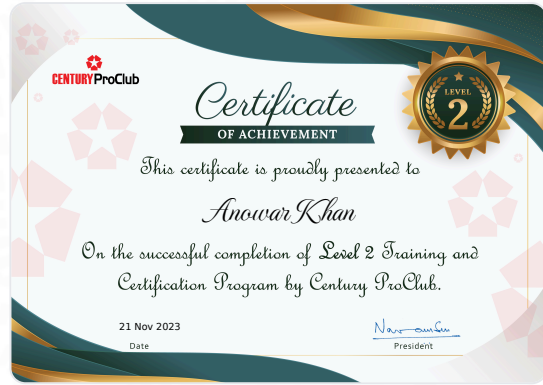 CENTURY ProClub
Certificate
OF ACHIEVEMENT
LEVEL
2
This certificate is proudly presented to
Anowar Khan
On the successful completion of Level 2 Training and
Certification Program by Century ProClub.
21 Nov 2023
Date
President